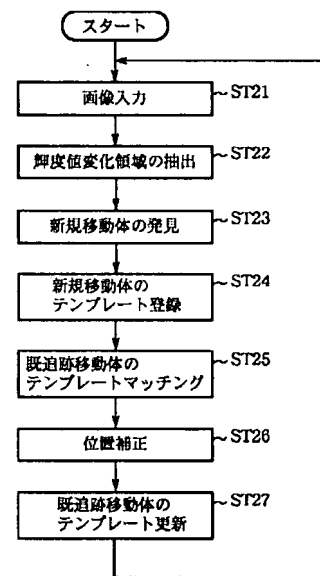 スタート
画像入力
~ST21
輝度値変化領域の抽出
~ST22
新規移動体の発見
~ST23
新規移動体の
テンプレート登録
~ST24
既追跡移動体の
テンプレートマッチング
~ST25
位置補正
~ST26
既追跡移動体の
テンプレート更新
~ST27